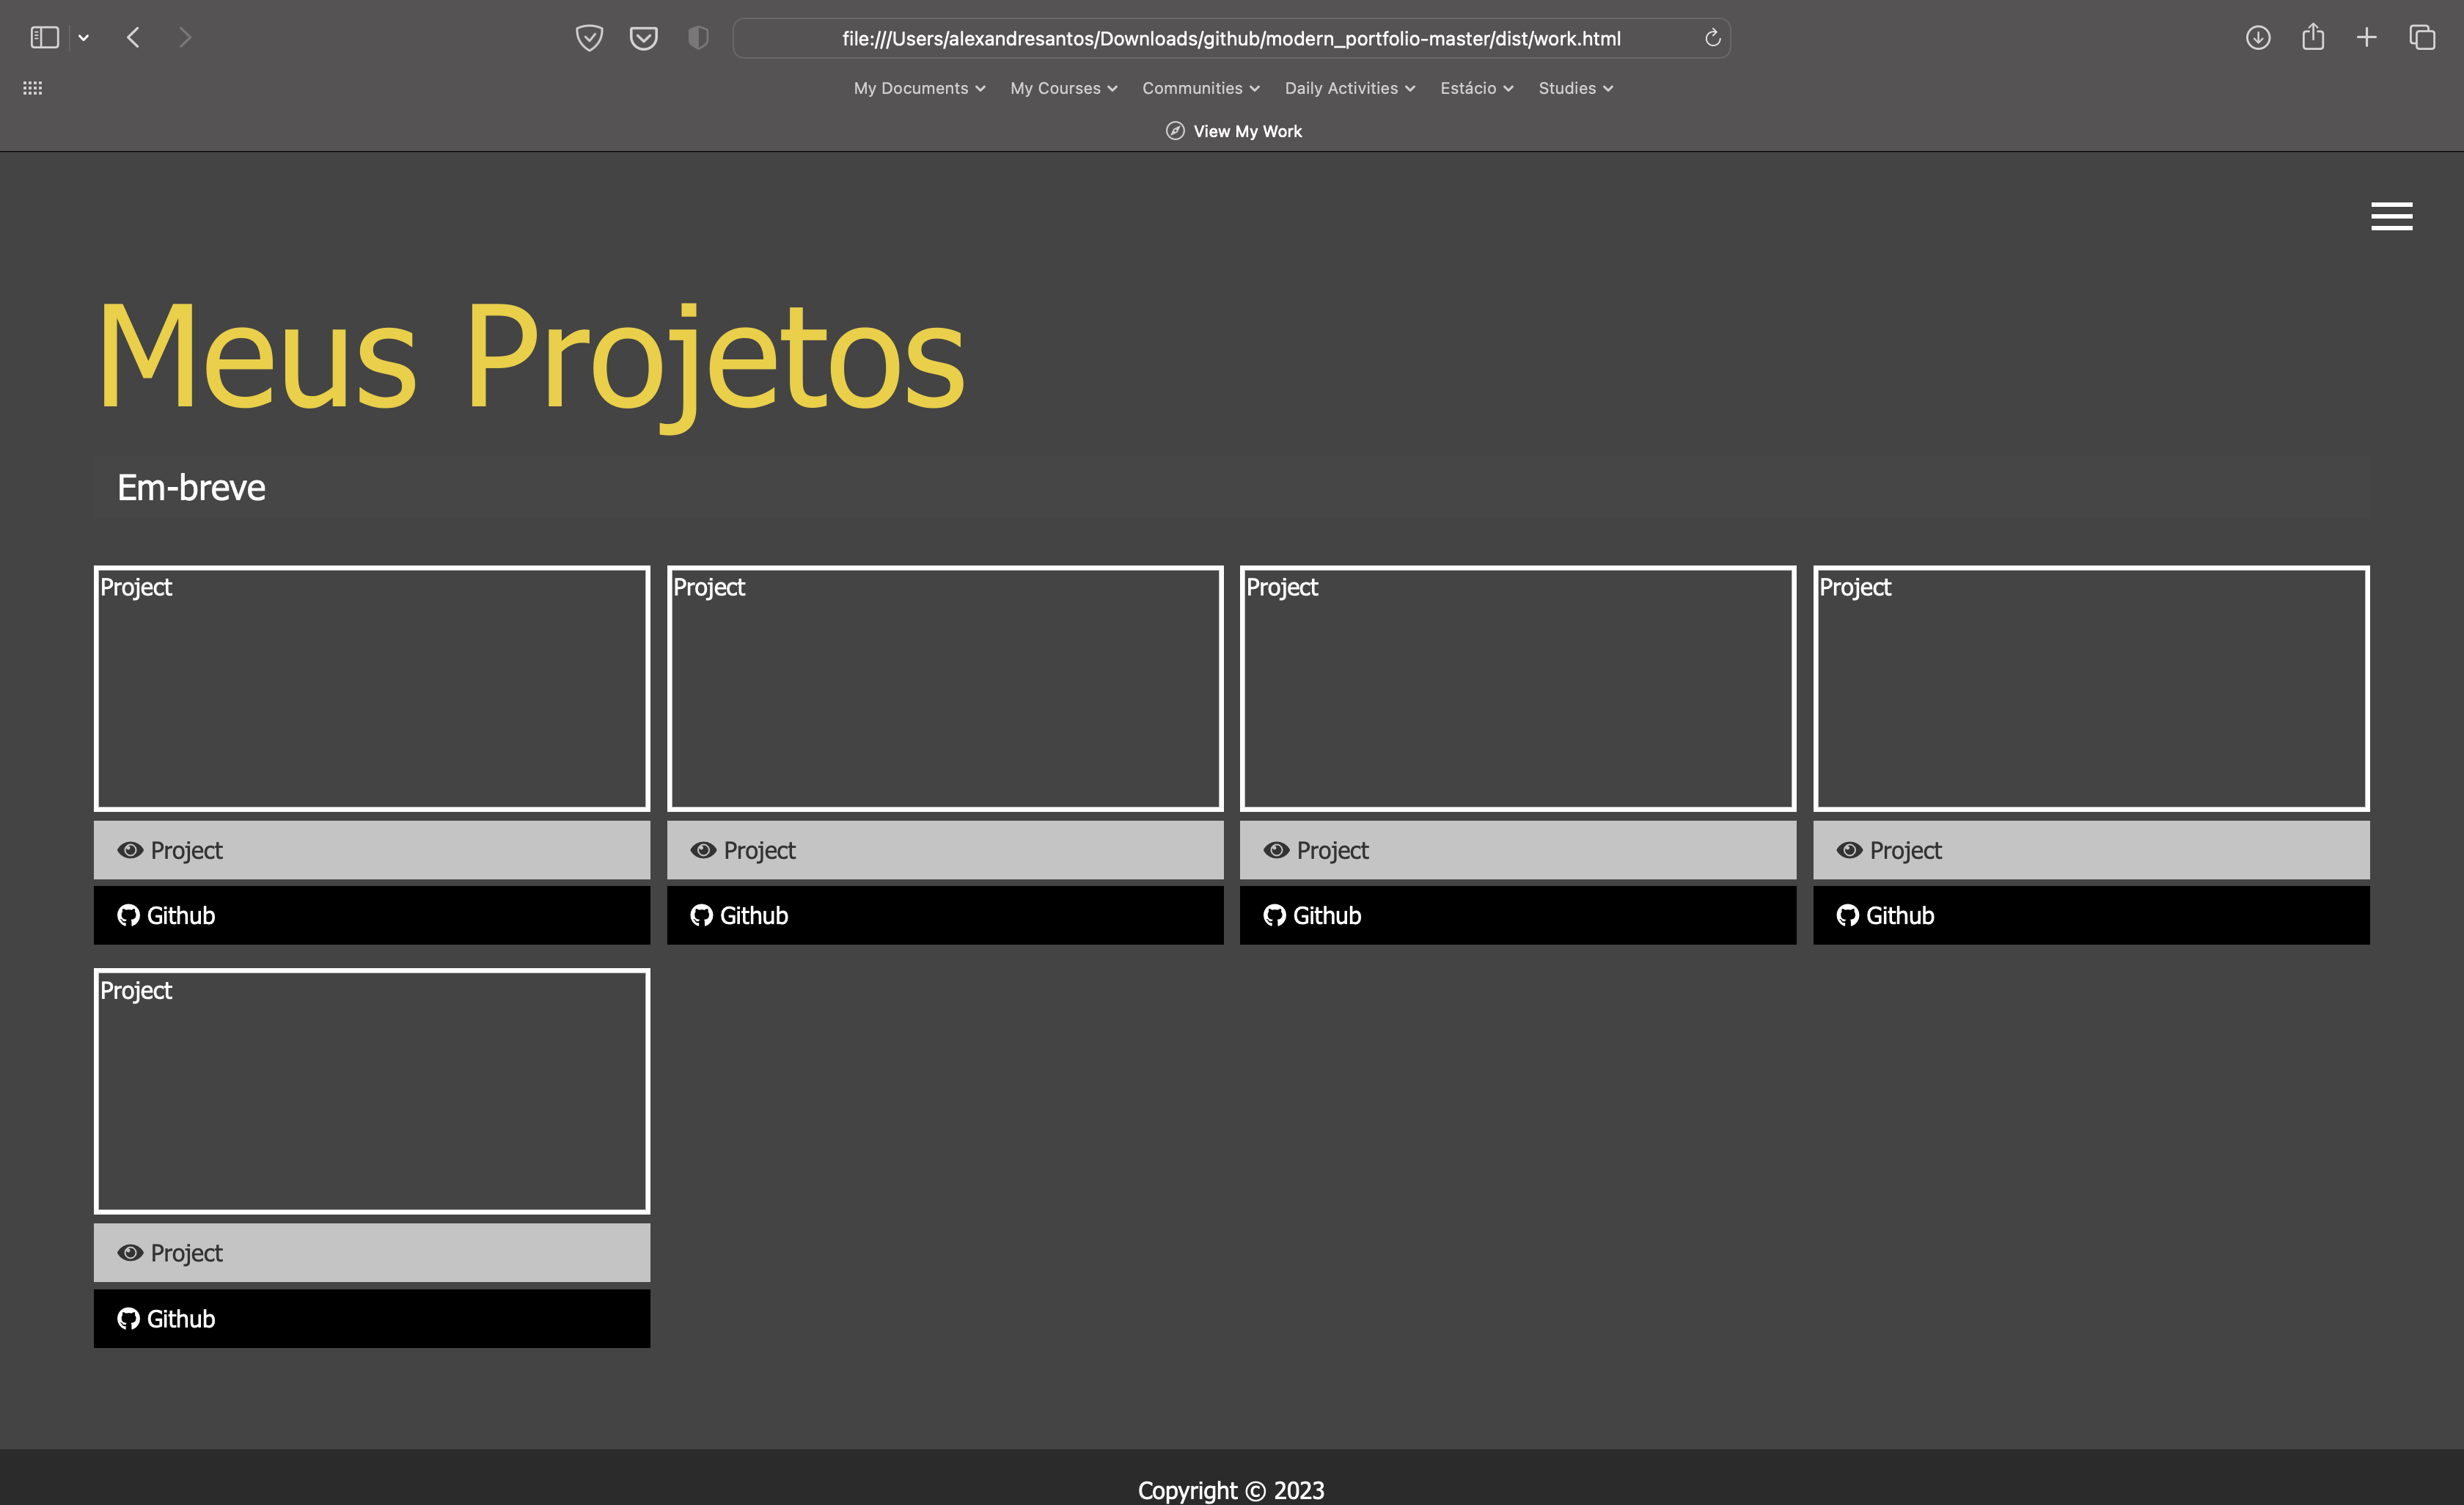 file:///Users/alexandresantos/Downloads/github/modern_portfolio-master/dist/work.html
My Documents My Courses Communities Daily Activities Estácio Studies
View My Work
Meus Projetos
Em-breve
Project Project Project Project
Project Project Project Project
Github Github Github Github
Project
Project
Github
Copyright © 2023